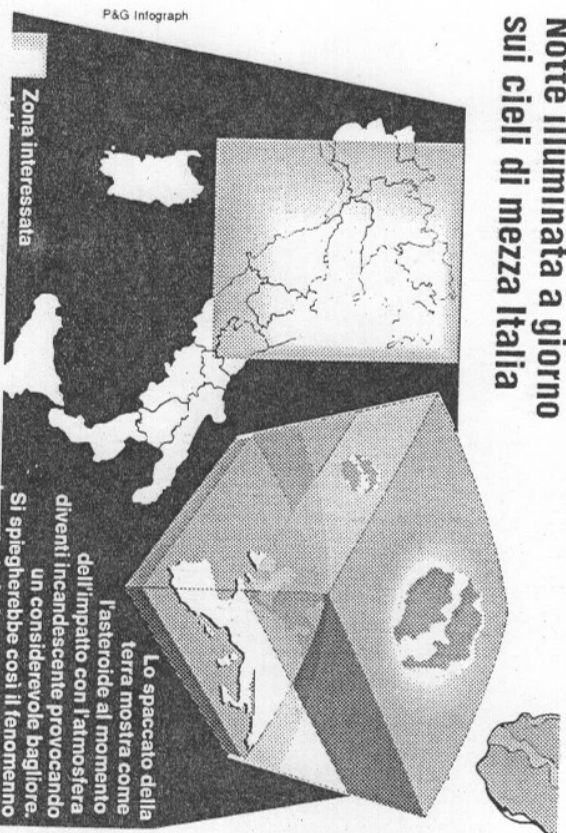 Notte illuminata a giorno
sui cieli di mezza Italia
Lo spaccato della
terra mostra come
l'asteroide al momento
dell'impatto con l'atmosfera
diventi incandescente provocando
un considerevole bagliore.
Si spiegherebbe così il fenomenno
Zona interessata
P&G Infograph